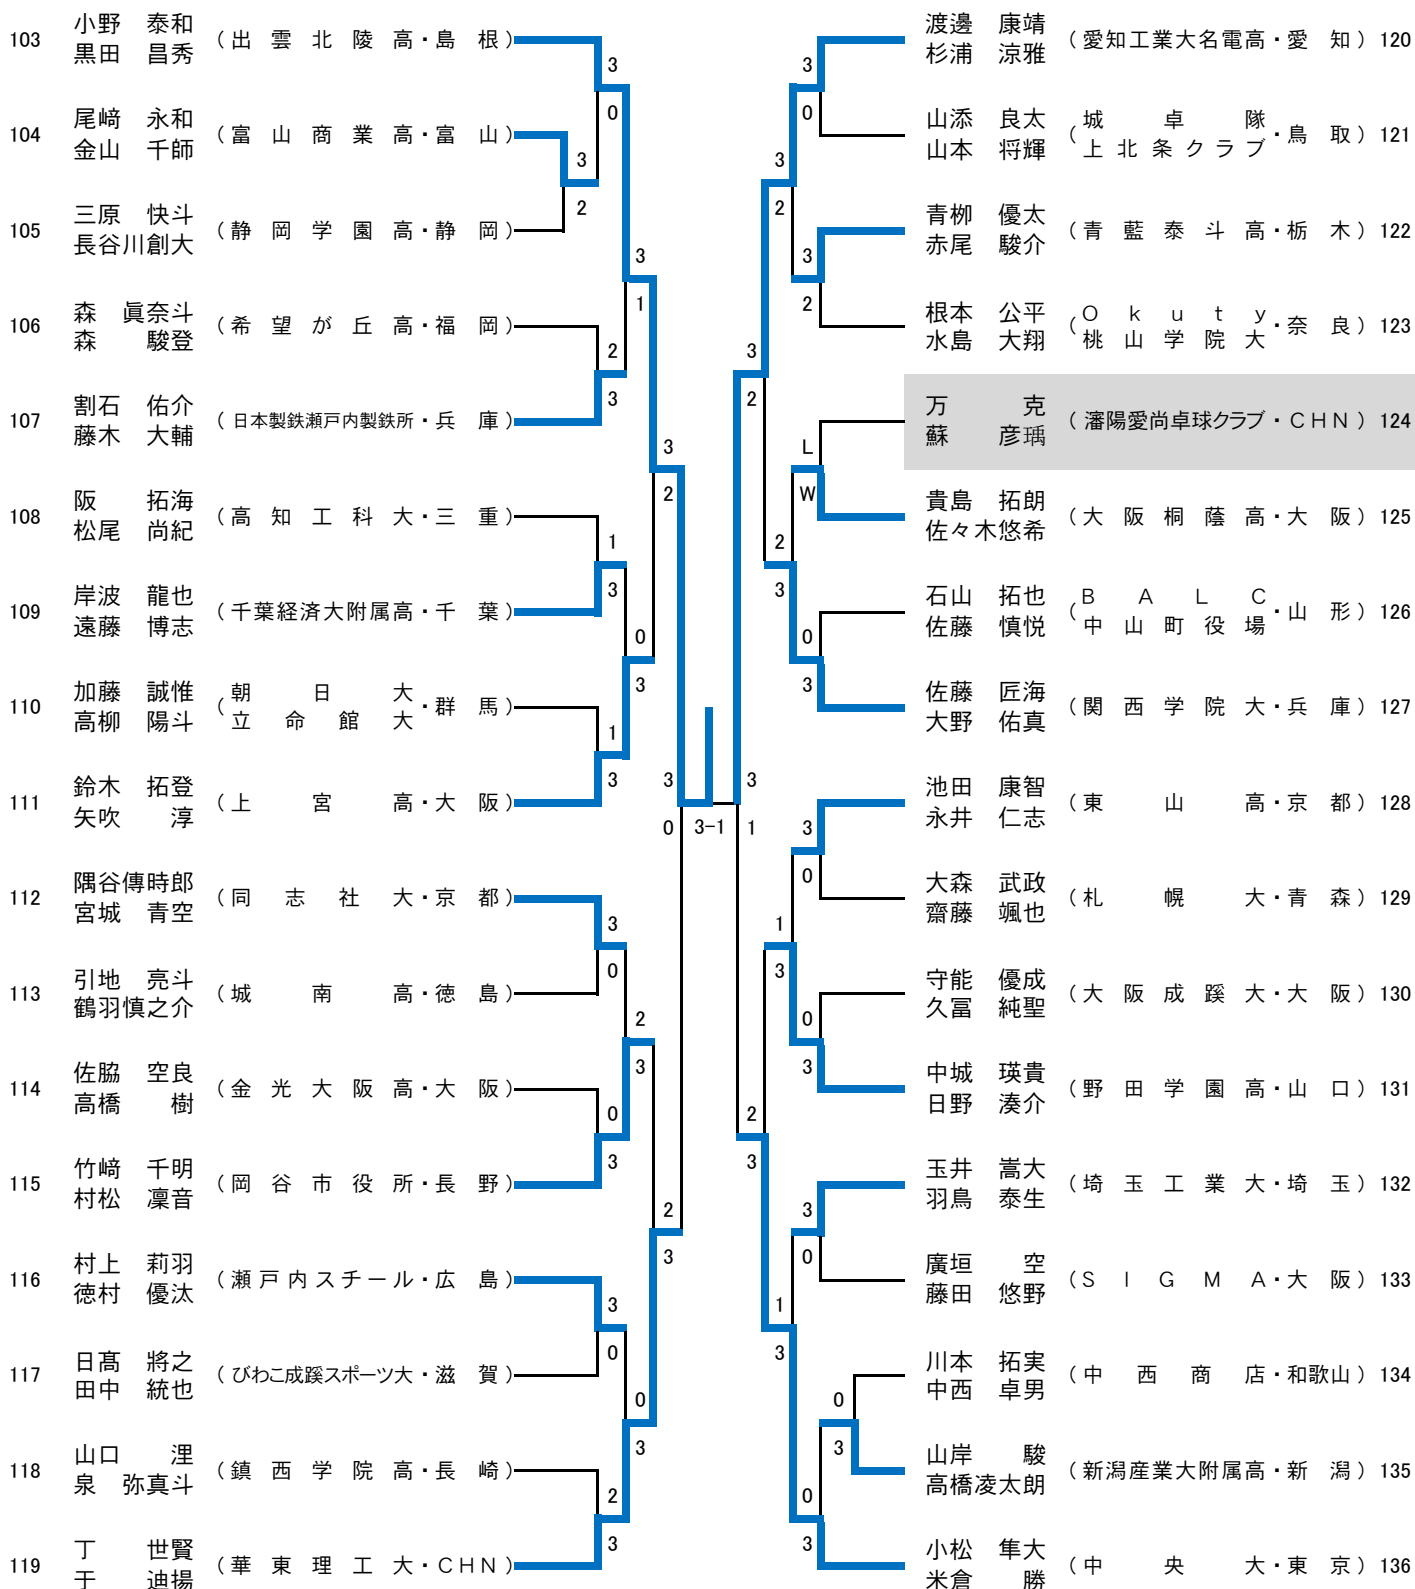 103 小野 泰和 (出雲北陵高・島根)
黒田 昌秀
3
0
104 尾﨑 永和 (富山商業高・富山)
金山 千師
3
2
105 三原 快斗 (静岡学園高・静岡)
長谷川創大
3
1
106 森 眞奈斗 (希望が丘高・福岡)
森 駿登
2
3
107 割石 佑介 (日本製鉄瀬戸内製鉄所・兵庫)
藤木 大輔
3
2
108 阪 拓海 (高知工科大・三重)
松尾 尚紀
1
3
109 岸波 龍也 (千葉経済大附属高・千葉)
遠藤 博志
0
3
110 加藤 誠惟 (朝日大
高柳 陽斗 立命館大・群馬)
1
3
111 鈴木 拓登 (上宮高・大阪)
矢吹 淳
3
0
3-1
112 隅谷傳時郎 (同志社大・京都)
宮城 青空
3
0
113 引地 亮斗 (城南高・徳島)
鶴羽慎之介
2
3
114 佐脇 空良 (金光大阪高・大阪)
高橋 樹
0
3
115 竹﨑 千明 (岡谷市役所・長野)
村松 凜音
2
3
116 村上 莉羽 (瀬戸内スチール・広島)
徳村 優汰
3
0
117 日髙 將之 (びわこ成蹊スポーツ大・滋賀)
田中 統也
0
3
118 山口 浬 (鎮西学院高・長崎)
泉 弥真斗
2
3
119 丁 世賢 (華東理工大・CHN)
于 迪揚
渡邊 康靖 (愛知工業大名電高・愛知) 120
杉浦 涼雅
3
0
山添 良太 (城卓隊
山本 将輝 上北条クラブ・鳥取) 121
3
2
青栁 優太 (青藍泰斗高・栃木) 122
赤尾 駿介
3
2
根本 公平 (Okuty
水島 大翔 桃山学院大・奈良) 123
3
2
万 克 (瀋陽愛尚卓球クラブ・CHN) 124
蘇 彦瑀
L
W
貴島 拓朗 (大阪桐蔭高・大阪) 125
佐々木悠希
2
3
石山 拓也 (BALC
佐藤 慎悦 中山町役場・山形) 126
0
3
佐藤 匠海 (関西学院大・兵庫) 127
大野 佑真
3
1
池田 康智 (東山高・京都) 128
永井 仁志
3
0
大森 武政 (札幌大・青森) 129
齋藤 颯也
1
3
守能 優成 (大阪成蹊大・大阪) 130
久冨 純聖
0
3
中城 瑛貴 (野田学園高・山口) 131
日野 湊介
2
3
玉井 嵩大 (埼玉工業大・埼玉) 132
羽鳥 泰生
3
0
廣垣 空 (SIGMA・大阪) 133
藤田 悠野
1
3
川本 拓実 (中西商店・和歌山) 134
中西 卓男
0
3
山岸 駿 (新潟産業大附属高・新潟) 135
高橋凌太朗
0
3
小松 隼大 (中央大・東京) 136
米倉 勝